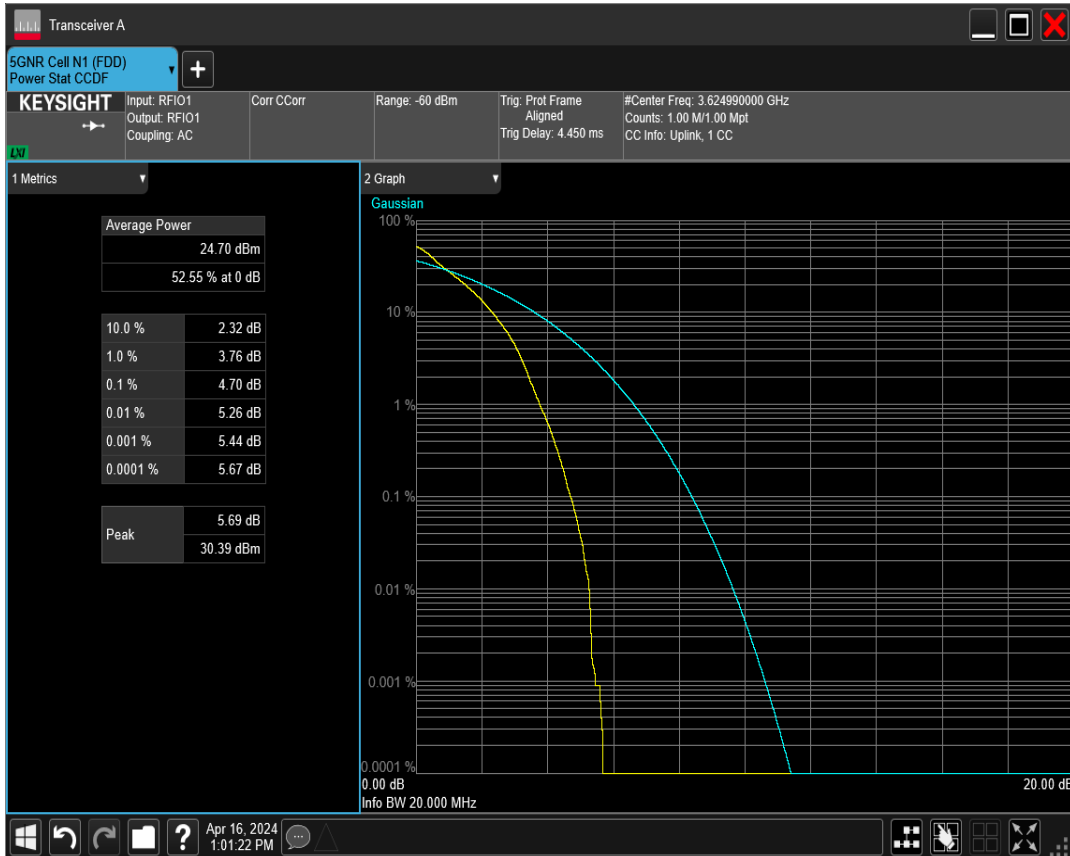 Transceiver A
5GNR Cell N1 (FDD)
Power Stat CCDF
+
KEYSIGHT
LXI
Input: RFIO1
Output: RFIO1
Coupling: AC
Corr CCorr
Range: -60 dBm
Trig: Prot Frame
Aligned
Trig Delay: 4.450 ms
#Center Freq: 3.624990000 GHz
Counts: 1.00 M/1.00 Mpt
CC Info: Uplink, 1 CC
1 Metrics
Average Power
24.70 dBm
52.55 % at 0 dB
10.0 % 2.32 dB
1.0 % 3.76 dB
0.1 % 4.70 dB
0.01 % 5.26 dB
0.001 % 5.44 dB
0.0001 % 5.67 dB
Peak
5.69 dB
30.39 dBm
2 Graph
Gaussian
100 %
10 %
1 %
0.1 %
0.01 %
0.001 %
0.0001 %
0.00 dB 20.00 dB
Info BW 20.000 MHz
?
Apr 16, 2024
1:01:22 PM